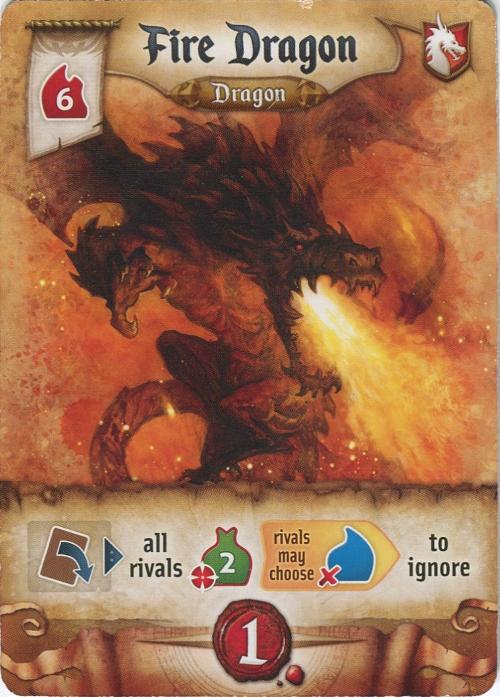 Fire Dragon
Dragon
6
all
rivals
2
rivals
may
choose
to
ignore
1